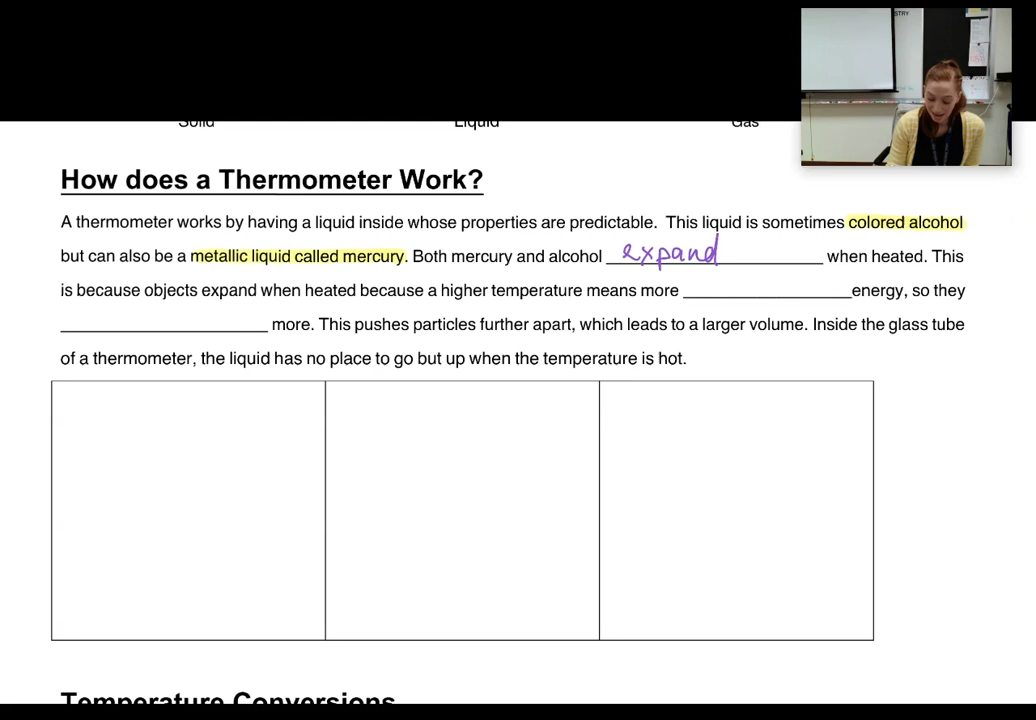 STRY
Solid Liquid Gas
How does a Thermometer Work?
A thermometer works by having a liquid inside whose properties are predictable. This liquid is sometimes colored alcohol
but can also be a metallic liquid called mercury. Both mercury and alcohol expand when heated. This
is because objects expand when heated because a higher temperature means more ____ energy, so they
____ more. This pushes particles further apart, which leads to a larger volume. Inside the glass tube
of a thermometer, the liquid has no place to go but up when the temperature is hot.
Temperature Conversions